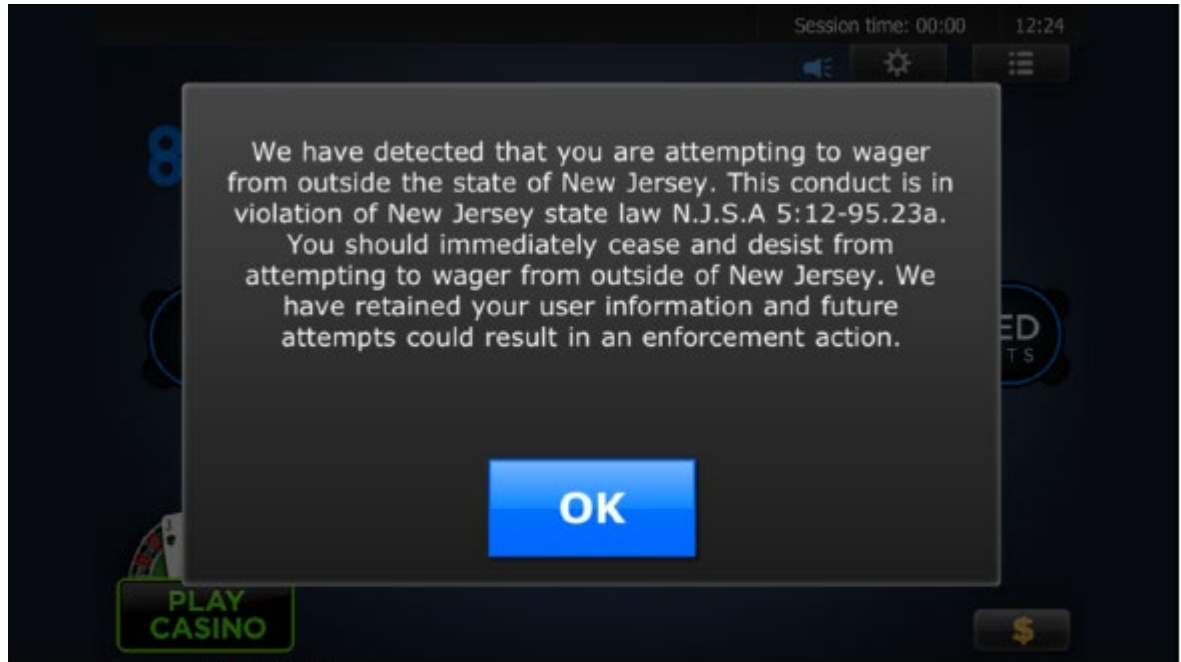 Session time: 00:00 12:24
8
We have detected that you are attempting to wager
from outside the state of New Jersey. This conduct is in
violation of New Jersey state law N.J.S.A 5:12-95.23a.
You should immediately cease and desist from
attempting to wager from outside of New Jersey. We
have retained your user information and future
attempts could result in an enforcement action.
OK
PLAY
CASINO
$